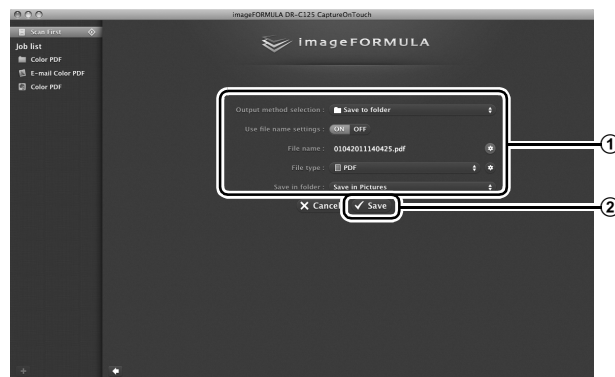 imageFORMULA DR-C125 CaptureOnTouch
Scan First
Job list
Color PDF
E-mail Color PDF
Color PDF
imageFORMULA
Output method selection : Save to folder
Use file name settings : ON OFF
File name : 01042011140425.pdf
File type : PDF
Save in folder : Save in Pictures
Cancel Save
1
2